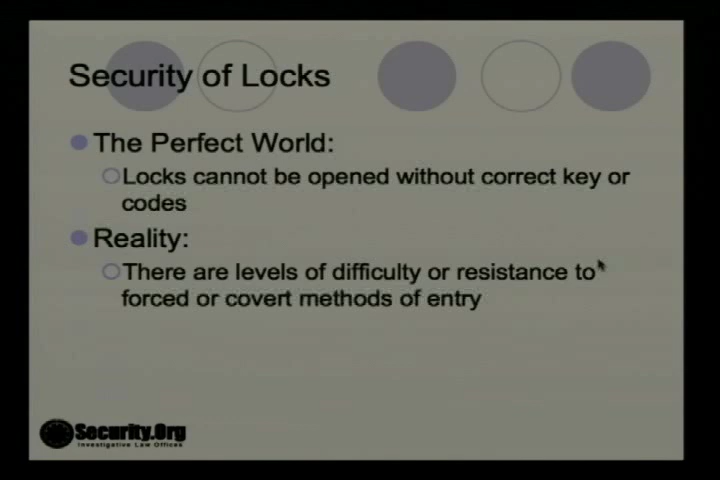 Security of Locks
The Perfect World:
Locks cannot be opened without correct key or
codes
Reality:
There are levels of difficulty or resistance to
forced or covert methods of entry
Security.Org
Investigative Law Offices